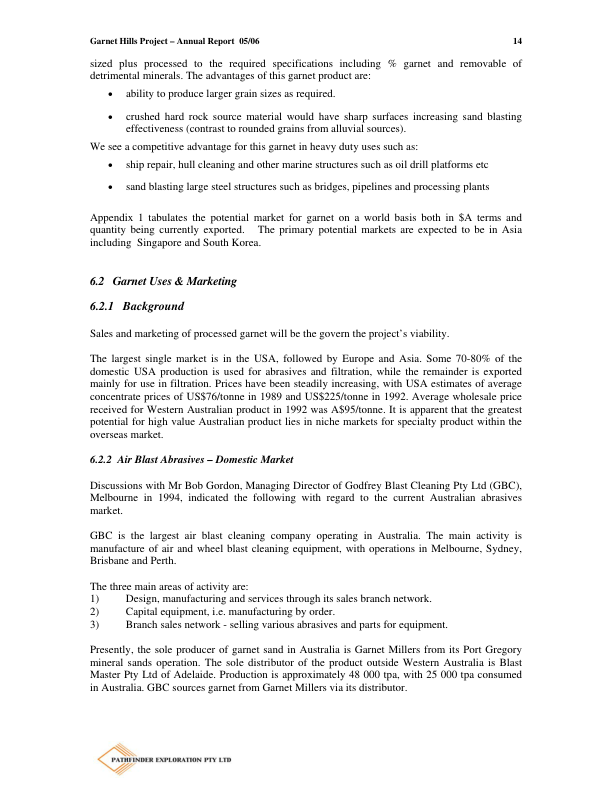 Garnet Hills Project – Annual Report 05/06 14
sized plus processed to the required specifications including % garnet and removable of
detrimental minerals. The advantages of this garnet product are:
• ability to produce larger grain sizes as required.
• crushed hard rock source material would have sharp surfaces increasing sand blasting
effectiveness (contrast to rounded grains from alluvial sources).
We see a competitive advantage for this garnet in heavy duty uses such as:
• ship repair, hull cleaning and other marine structures such as oil drill platforms etc
• sand blasting large steel structures such as bridges, pipelines and processing plants
Appendix 1 tabulates the potential market for garnet on a world basis both in $A terms and
quantity being currently exported. The primary potential markets are expected to be in Asia
including Singapore and South Korea.
6.2 Garnet Uses & Marketing
6.2.1 Background
Sales and marketing of processed garnet will be the govern the project's viability.
The largest single market is in the USA, followed by Europe and Asia. Some 70-80% of the
domestic USA production is used for abrasives and filtration, while the remainder is exported
mainly for use in filtration. Prices have been steadily increasing, with USA estimates of average
concentrate prices of US$76/tonne in 1989 and US$225/tonne in 1992. Average wholesale price
received for Western Australian product in 1992 was A$95/tonne. It is apparent that the greatest
potential for high value Australian product lies in niche markets for specialty product within the
overseas market.
6.2.2 Air Blast Abrasives – Domestic Market
Discussions with Mr Bob Gordon, Managing Director of Godfrey Blast Cleaning Pty Ltd (GBC),
Melbourne in 1994, indicated the following with regard to the current Australian abrasives
market.
GBC is the largest air blast cleaning company operating in Australia. The main activity is
manufacture of air and wheel blast cleaning equipment, with operations in Melbourne, Sydney,
Brisbane and Perth.
The three main areas of activity are:
1) Design, manufacturing and services through its sales branch network.
2) Capital equipment, i.e. manufacturing by order.
3) Branch sales network - selling various abrasives and parts for equipment.
Presently, the sole producer of garnet sand in Australia is Garnet Millers from its Port Gregory
mineral sands operation. The sole distributor of the product outside Western Australia is Blast
Master Pty Ltd of Adelaide. Production is approximately 48 000 tpa, with 25 000 tpa consumed
in Australia. GBC sources garnet from Garnet Millers via its distributor.
PATHFINDER EXPLORATION PTY LTD